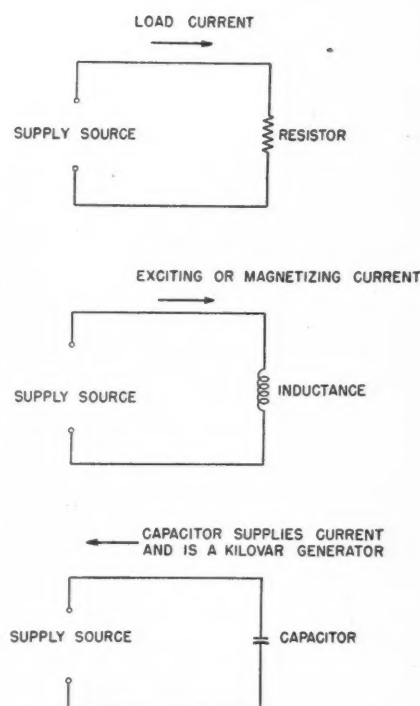 LOAD CURRENT
SUPPLY SOURCE
RESISTOR
EXCITING OR MAGNETIZING CURRENT
SUPPLY SOURCE
INDUCTANCE
CAPACITOR SUPPLIES CURRENT
AND IS A KILOVAR GENERATOR
SUPPLY SOURCE
CAPACITOR